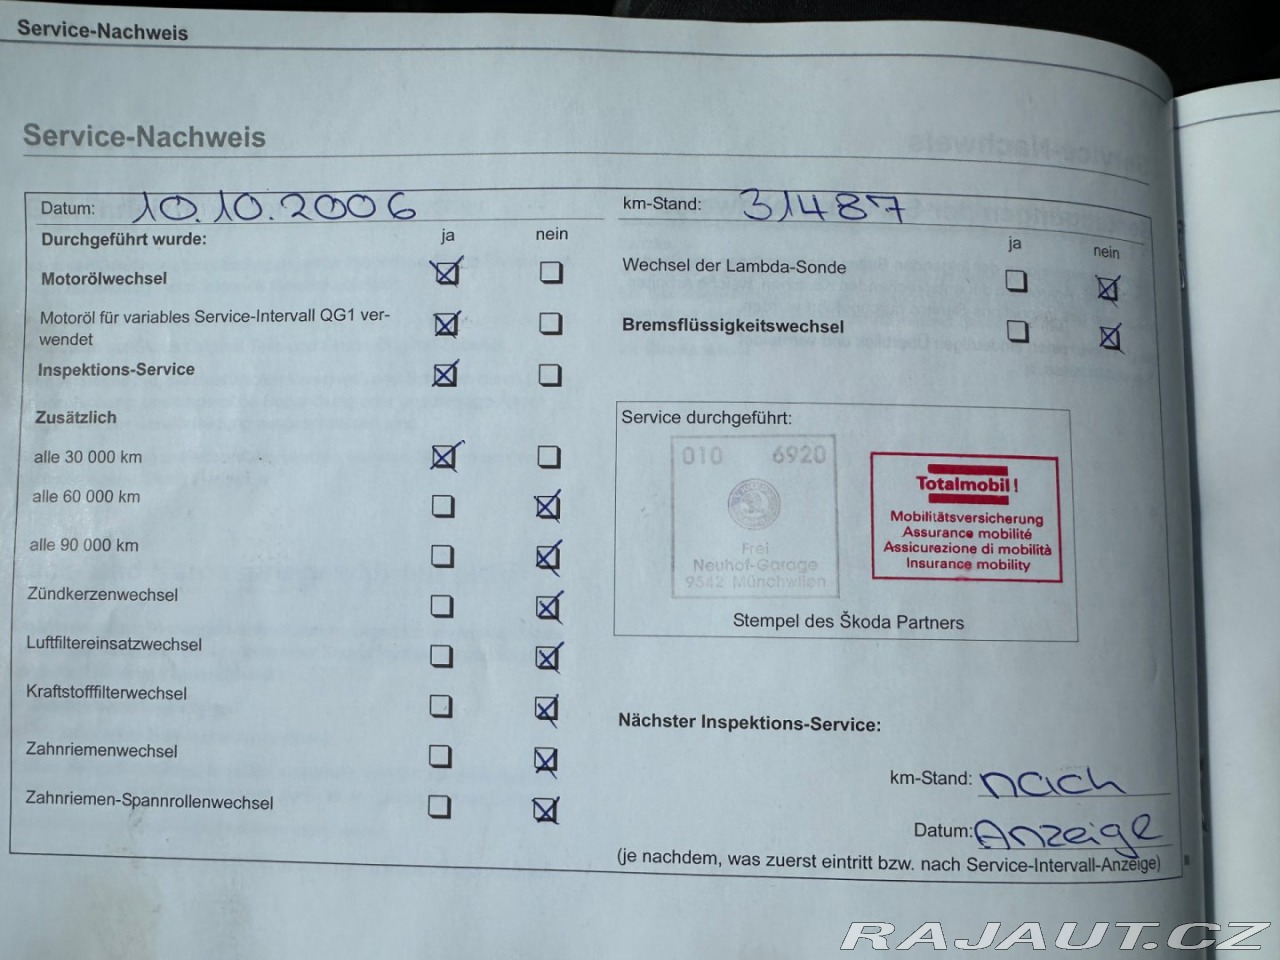 Service-Nachweis
Service-Nachweis
Datum: 10.10.2006
km-Stand: 31487
Durchgeführt wurde:
ja nein
ja nein
Motorölwechsel
Motoröl für variables Service-Intervall QG1 ver-
wendet
Inspektions-Service
Zusätzlich
alle 30 000 km
alle 60 000 km
alle 90 000 km
Zündkerzenwechsel
Luftfiltereinsatzwechsel
Kraftstofffilterwechsel
Zahnriemenwechsel
Zahnriemen-Spannrollenwechsel
Wechsel der Lambda-Sonde
Bremsflüssigkeitswechsel
Service durchgeführt:
010 6920
Frei
Neuhof-Garage
9542 Münchwilen
Totalmobil!
Mobilitätsversicherung
Assurance mobilité
Assicurazione di mobilità
Insurance mobility
Stempel des Škoda Partners
Nächster Inspektions-Service:
km-Stand: nach
Datum: Anzeige
(je nachdem, was zuerst eintritt bzw. nach Service-Intervall-Anzeige)
RAJAUT.CZ